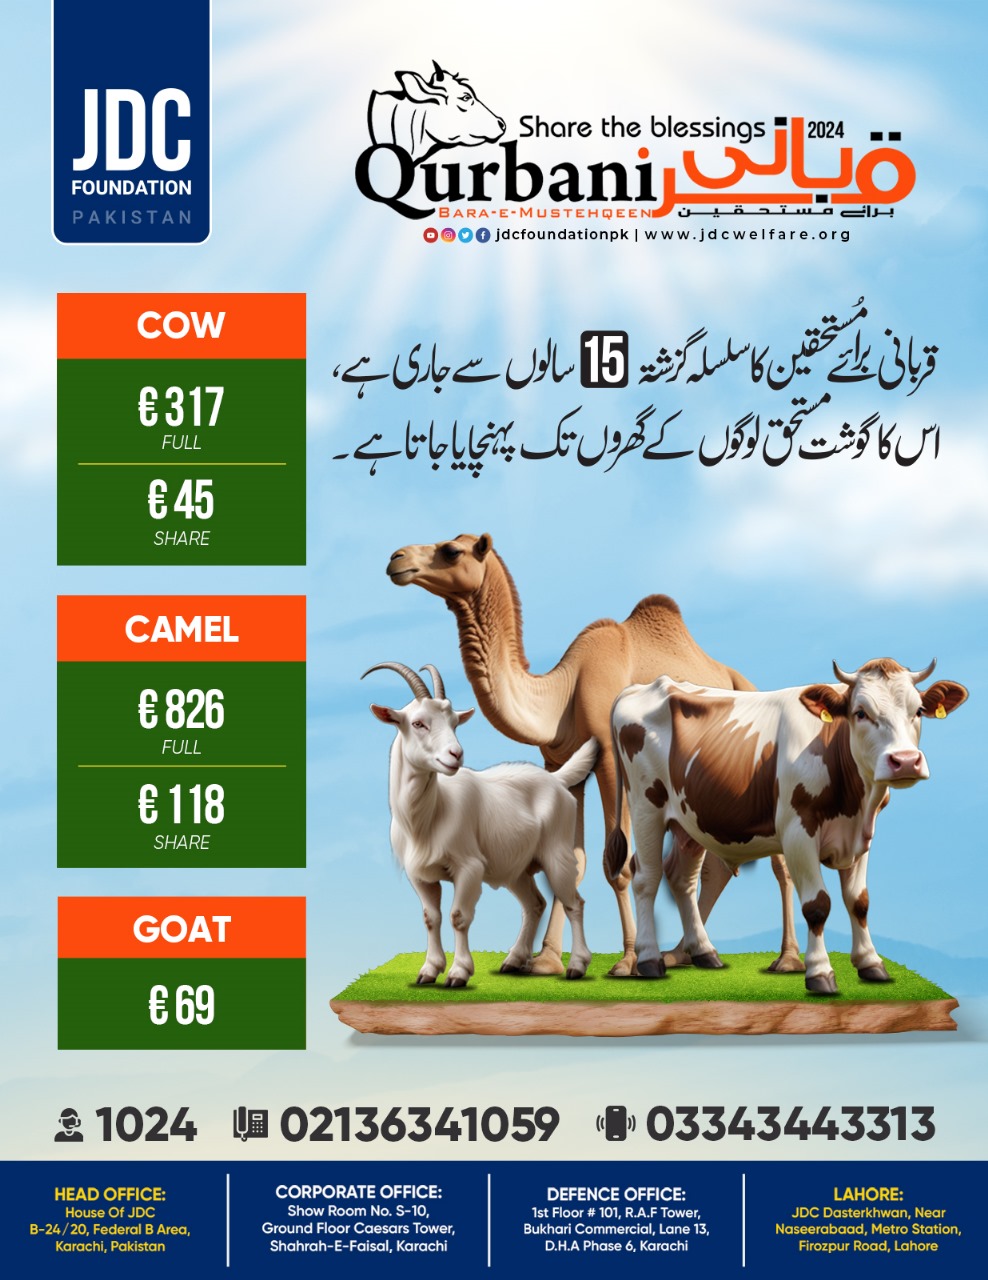 JDC
FOUNDATION
PAKISTAN
Share the blessings
2024
Qurbani قربانی
BARA-E-MUSTEHQEEN برائے مستحقین
jdcfoundationpk | www.jdcwelfare.org
قربانی برائے مُستحقین کا سلسلہ گزشتہ 15 سالوں سے جاری ہے،
اس کا گوشت مستحق لوگوں کے گھروں تک پہنچایا جاتا ہے۔
COW
€ 317
FULL
€ 45
SHARE
CAMEL
€ 826
FULL
€ 118
SHARE
GOAT
€ 69
1024 02136341059 03343443313
HEAD OFFICE:
House Of JDC
B-24/20, Federal B Area,
Karachi, Pakistan
CORPORATE OFFICE:
Show Room No. S-10,
Ground Floor Caesars Tower,
Shahrah-E-Faisal, Karachi
DEFENCE OFFICE:
1st Floor # 101, R.A.F Tower,
Bukhari Commercial, Lane 13,
D.H.A Phase 6, Karachi
LAHORE:
JDC Dasterkhwan, Near
Naseerabaad, Metro Station,
Firozpur Road, Lahore